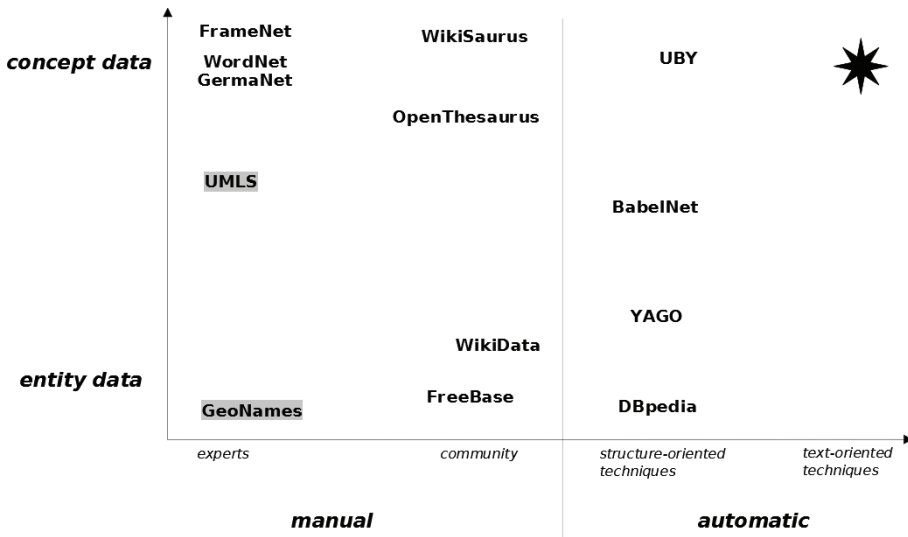 FrameNet
WikiSaurus
concept data
WordNet
UBY
GermaNet
OpenThesaurus
UMLS
BabelNet
YAGO
WikiData
entity data
FreeBase
DBpedia
GeoNames
experts
community
structure-oriented
techniques
text-oriented
techniques
manual
automatic